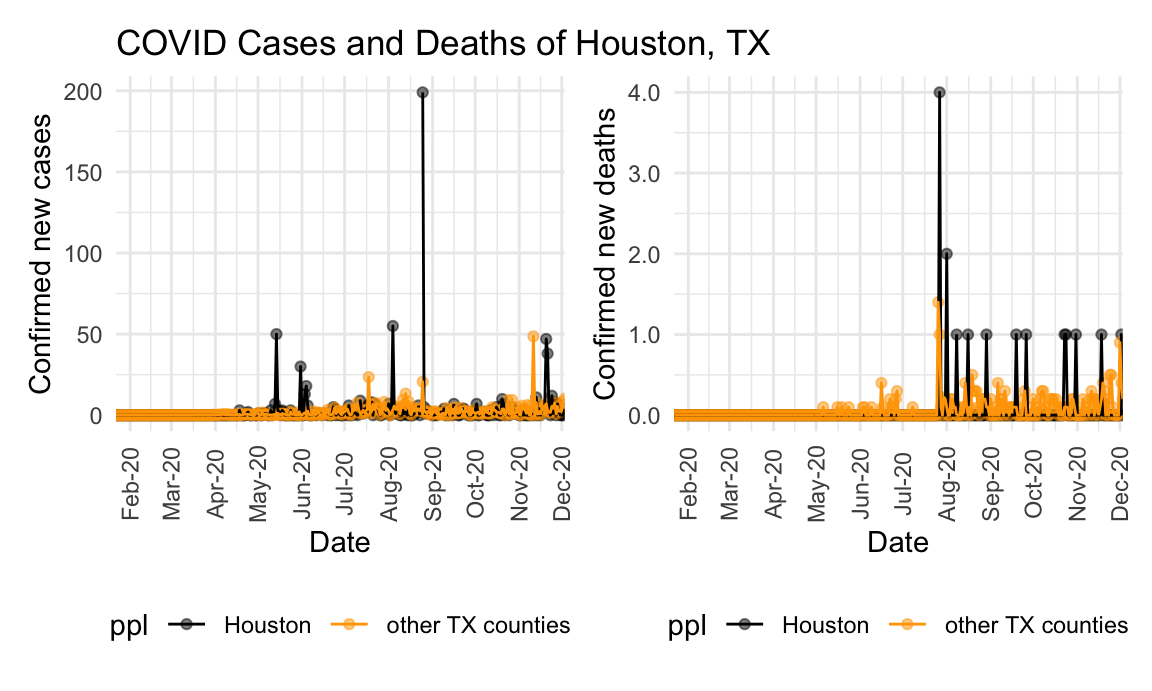 COVID Cases and Deaths of Houston, TX
Confirmed new cases
200
150
100
50
0
Feb-20
Mar-20
Apr-20
May-20
Jun-20
Jul-20
Aug-20
Sep-20
Oct-20
Nov-20
Dec-20
Date
ppl Houston other TX counties
Confirmed new deaths
4.0
3.0
2.0
1.0
0.0
Feb-20
Mar-20
Apr-20
May-20
Jun-20
Jul-20
Aug-20
Sep-20
Oct-20
Nov-20
Dec-20
Date
ppl Houston other TX counties